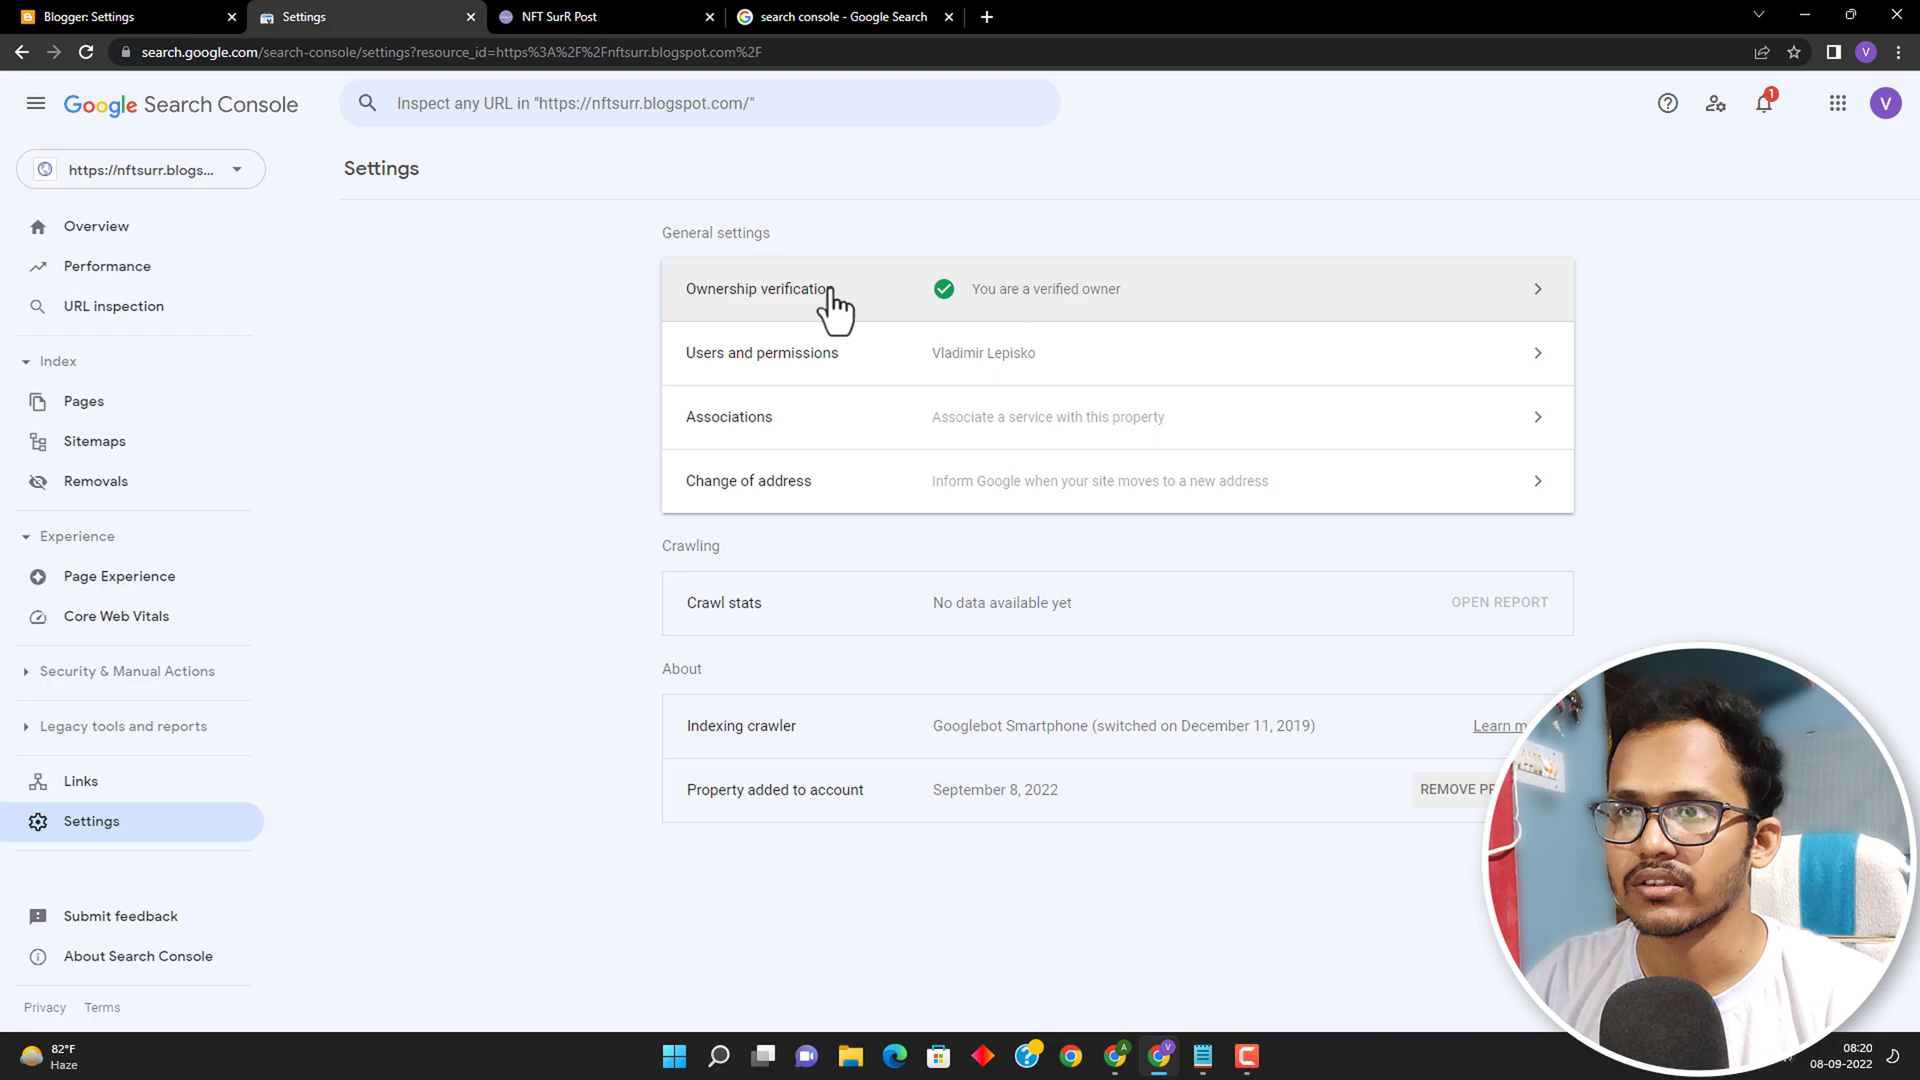 Blogger: Settings
Settings
NFT SurR Post
search console - Google Search
search.google.com/search-console/settings?resource_id=https%3A%2F%2Fnftsurr.blogspot.com%2F
V
Google Search Console
Inspect any URL in "https://nftsurr.blogspot.com/"
1
V
https://nftsurr.blogs...
Settings
Overview
Performance
URL inspection
Index
Pages
Sitemaps
Removals
Experience
Page Experience
Core Web Vitals
Security & Manual Actions
Legacy tools and reports
Links
Settings
Submit feedback
About Search Console
Privacy Terms
General settings
Ownership verification You are a verified owner
Users and permissions Vladimir Lepisko
Associations Associate a service with this property
Change of address Inform Google when your site moves to a new address
Crawling
Crawl stats No data available yet OPEN REPORT
About
Indexing crawler Googlebot Smartphone (switched on December 11, 2019) Learn m
Property added to account September 8, 2022 REMOVE PR
82°F
Haze
A
V
08:20
08-09-2022